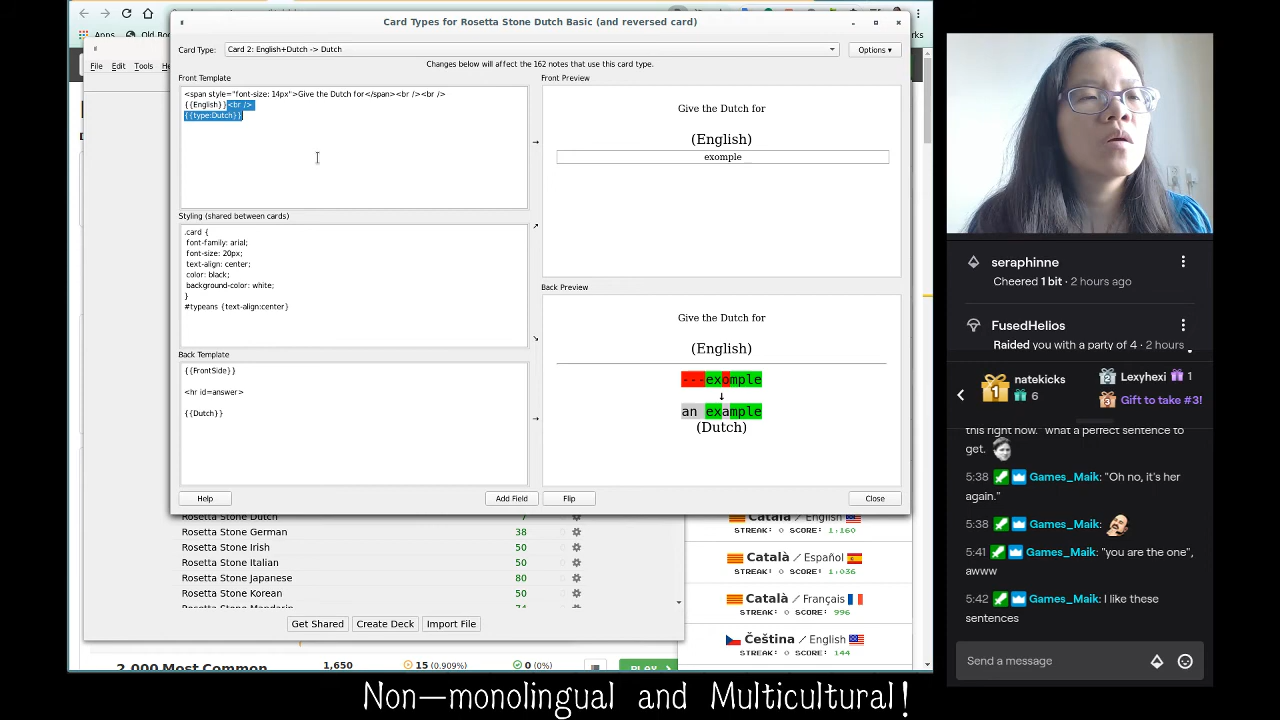 Apps
Old Bo
Card Types for Rosetta Stone Dutch Basic (and reversed card)
Edit
Tools
Card Type:
Card 2: English+Dutch -> Dutch
Options ▾
Changes below will affect the 162 notes that use this card type.
Front Template
<span style="font-size: 14px">Give the Dutch for</span><br /><br />
{{English}}<br />
{{type:Dutch}}
Styling (shared between cards)
.card {
font-family: arial;
font-size: 20px;
text-align: center;
color: black;
background-color: white;
}
#typeans {text-align:center}
Back Template
{{FrontSide}}
<hr id=answer>
{{Dutch}}
Front Preview
Give the Dutch for
(English)
exomple
Back Preview
Give the Dutch for
(English)
---exomple
↓
an example
(Dutch)
Help
Add Field
Flip
Close
Rosetta Stone Dutch 7
Rosetta Stone German 38
Rosetta Stone Irish 50
Rosetta Stone Italian 50
Rosetta Stone Japanese 80
Rosetta Stone Korean 50
Rosetta Stone Mandarin 74
Get Shared
Create Deck
Import File
Català / English
STREAK: 0 SCORE: 1,160
Català / Español
STREAK: 0 SCORE: 1,036
Català / Français
STREAK: 0 SCORE: 996
Čeština / English
STREAK: 0 SCORE: 144
2,000 Most Common
1,650
15 (0.909%)
0 (0%)
PLAY
seraphinne
Cheered 1 bit · 2 hours ago
FusedHelios
Raided you with a party of 4 · 2 hours
natekicks
6
Lexyhexi 1
Gift to take #3!
this right now." what a perfect sentence to
get.
5:38 Games_Maik: "Oh no, it's her
again."
5:38 Games_Maik:
5:41 Games_Maik: "you are the one",
awww
5:42 Games_Maik: I like these
sentences
Send a message
Non-monolingual and Multicultural!